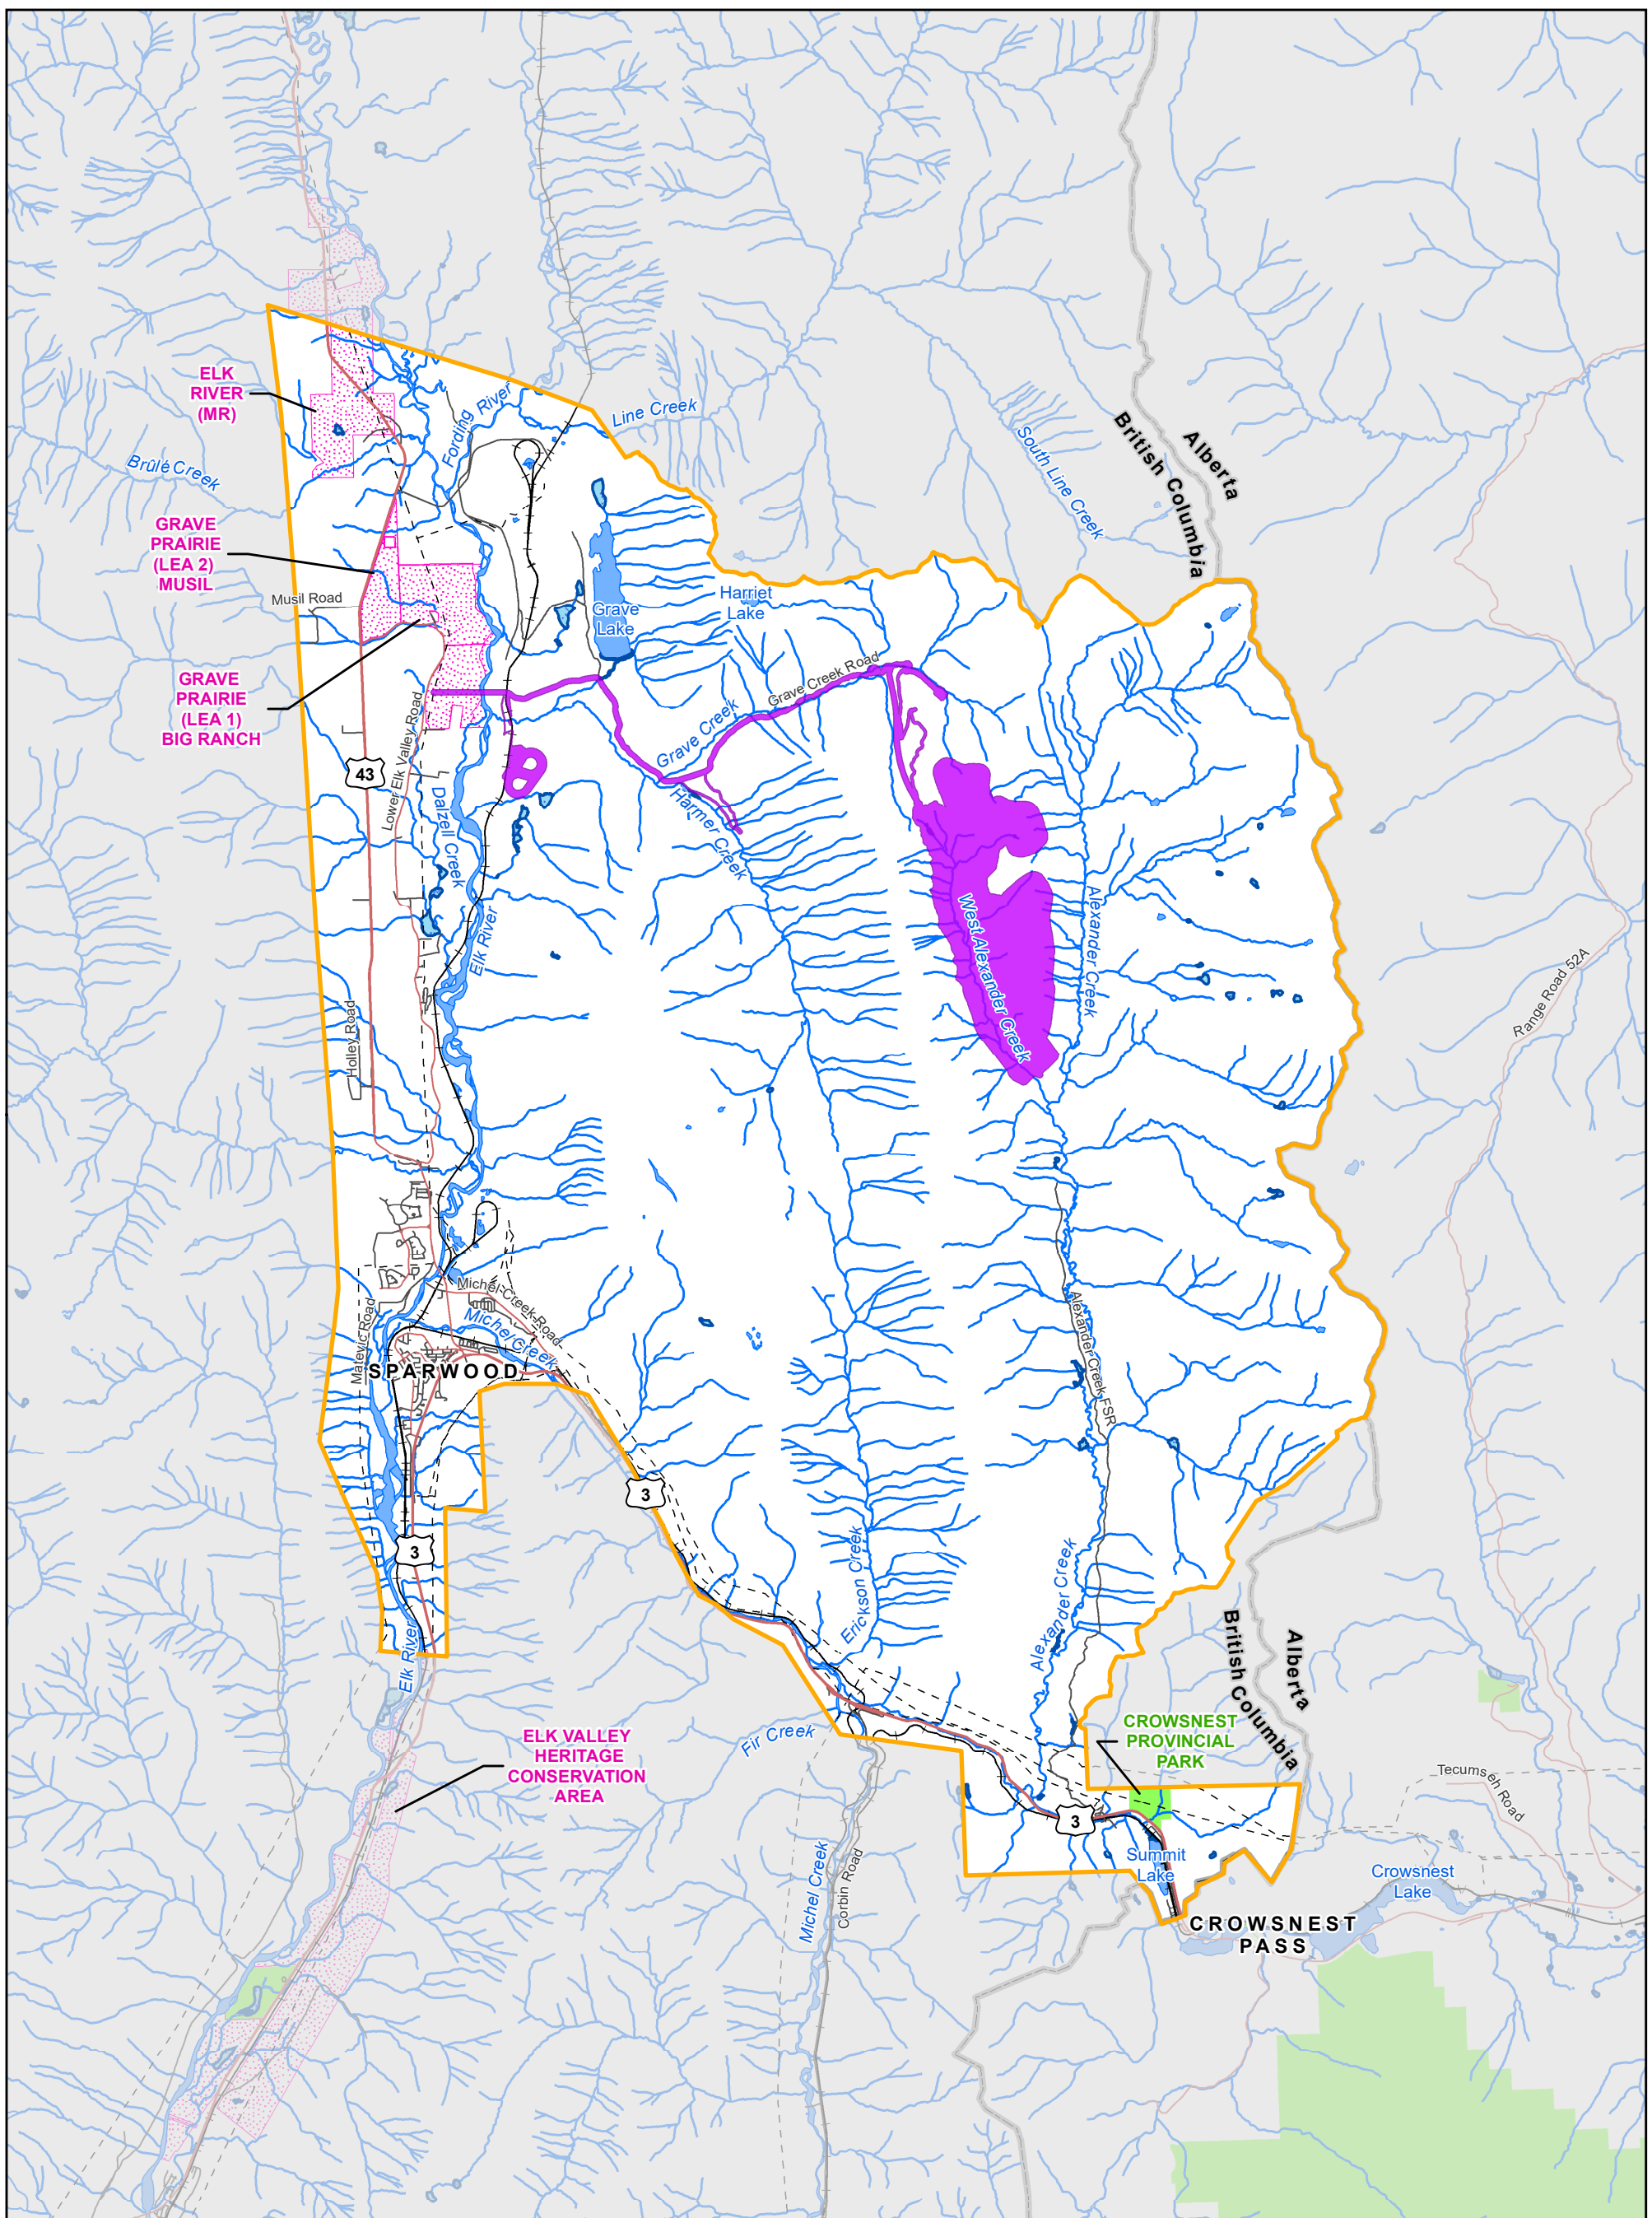 ELK
RIVER
(MR)
Fording River
Line Creek
South Line Creek
Alberta
British Columbia
Brûlé Creek
GRAVE
PRAIRIE
(LEA 2)
MUSIL
Musil Road
Grave
Lake
Harriet
Lake
GRAVE
PRAIRIE
(LEA 1)
BIG RANCH
Grave Creek Road
Grave Creek
43
Lower Elk Valley Road
Dalzell Creek
Harmer Creek
Elk River
West Alexander Creek
Alexander Creek
Range Road 52A
Holley Road
Michel Creek Road
Michel Creek
Matevic Road
SPARWOOD
Alexander Creek FSR
3
3
Erickson Creek
Alexander Creek
Elk River
British Columbia
Alberta
ELK VALLEY
HERITAGE
CONSERVATION
AREA
Fir Creek
CROWSNEST
PROVINCIAL
PARK
Tecumseh Road
3
Summit
Lake
Crowsnest
Lake
Michel Creek
Corbin Road
CROWSNEST
PASS